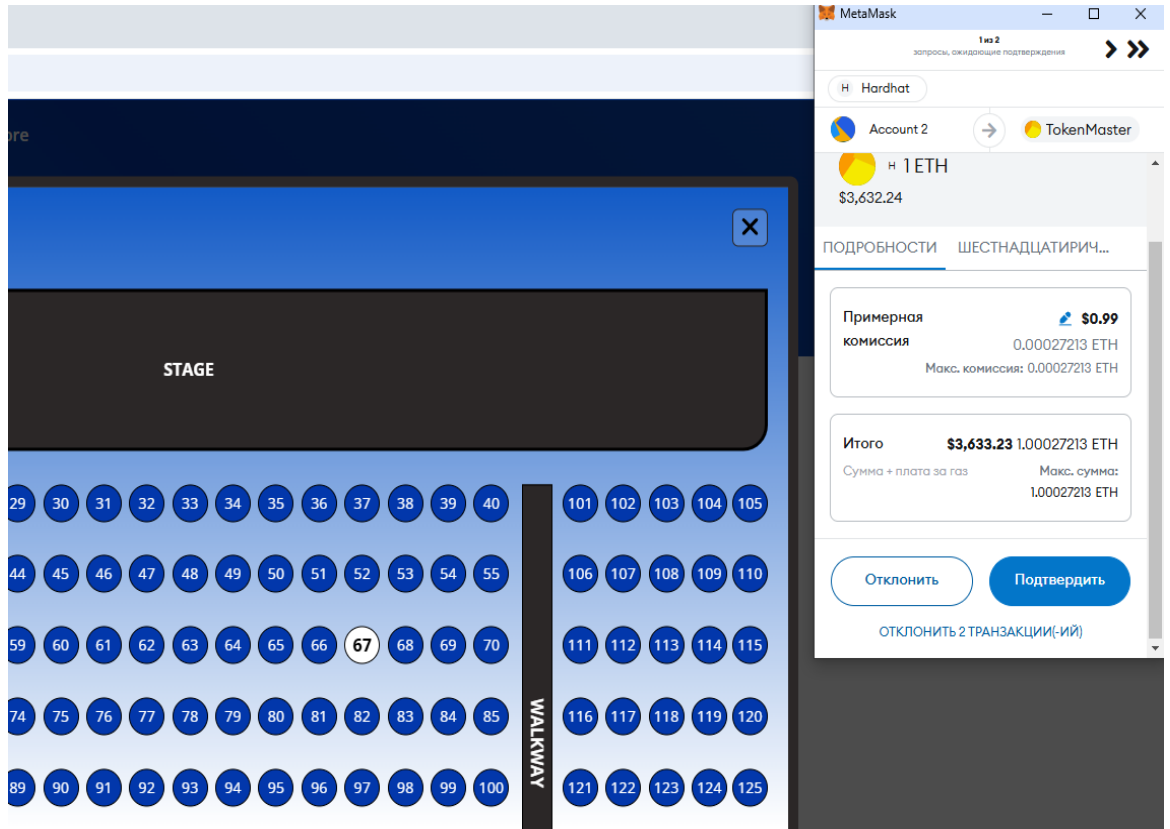 MetaMask
1 из 2
запросы, ожидающие подтверждения
H Hardhat
Account 2
TokenMaster
H 1 ETH
$3,632.24
ПОДРОБНОСТИ ШЕСТНАДЦАТИРИЧ...
Примерная $0.99
комиссия 0.00027213 ETH
Макс. комиссия: 0.00027213 ETH
Итого $3,633.23 1.00027213 ETH
Сумма + плата за газ Макс. сумма:
1.00027213 ETH
Отклонить Подтвердить
ОТКЛОНИТЬ 2 ТРАНЗАКЦИИ(-ИЙ)
ore
STAGE
29 30 31 32 33 34 35 36 37 38 39 40 101 102 103 104 105
44 45 46 47 48 49 50 51 52 53 54 55 106 107 108 109 110
59 60 61 62 63 64 65 66 67 68 69 70 111 112 113 114 115
74 75 76 77 78 79 80 81 82 83 84 85 116 117 118 119 120
89 90 91 92 93 94 95 96 97 98 99 100 121 122 123 124 125
WALKWAY